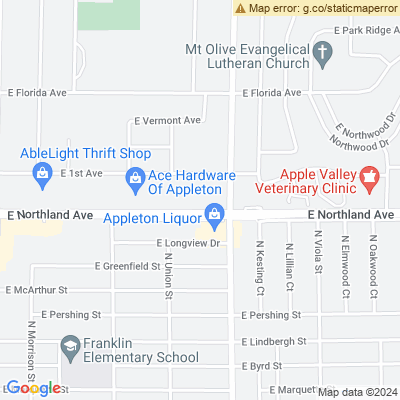 Map error: g.co/staticmaperror
E Park Ridge A
Mt Olive Evangelical
Lutheran Church
E Florida Ave
E Florida Ave
E Vermont Ave
E Northwood Dr
Northwood Dr
AbleLight Thrift Shop
E 1st Ave
Ace Hardware
Of Appleton
Apple Valley
Veterinary Clinic
E Northland Ave
Appleton Liquor
E Northland Ave
E Longview Dr
E Greenfield St
N Union St
N Kesting Ct
N Lillian Ct
N Viola St
N Elmwood Ct
N Oakwood Ct
E McArthur St
E Pershing St
E Pershing St
N Morrison St
Franklin
Elementary School
E Lindbergh St
E Byrd St
E Marquette St
Google
Map data ©2024